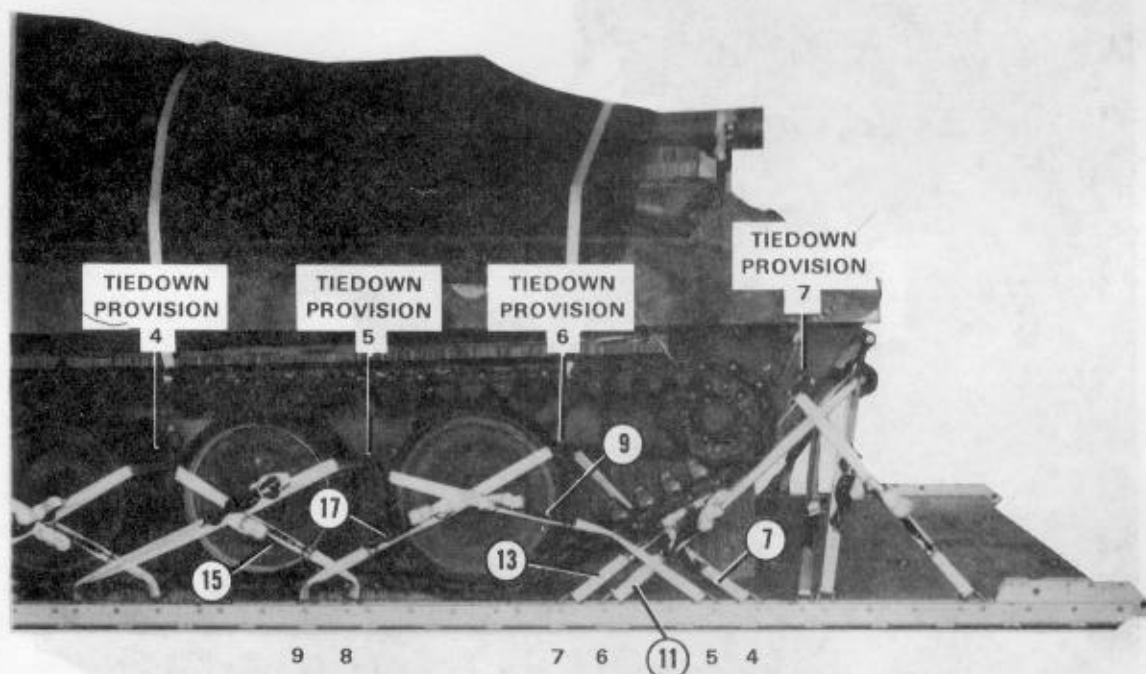 TIEDOWN
PROVISION
7
TIEDOWN
PROVISION
4
TIEDOWN
PROVISION
5
TIEDOWN
PROVISION
6
9
17
13
7
15
9 8 7 6 11 5 4